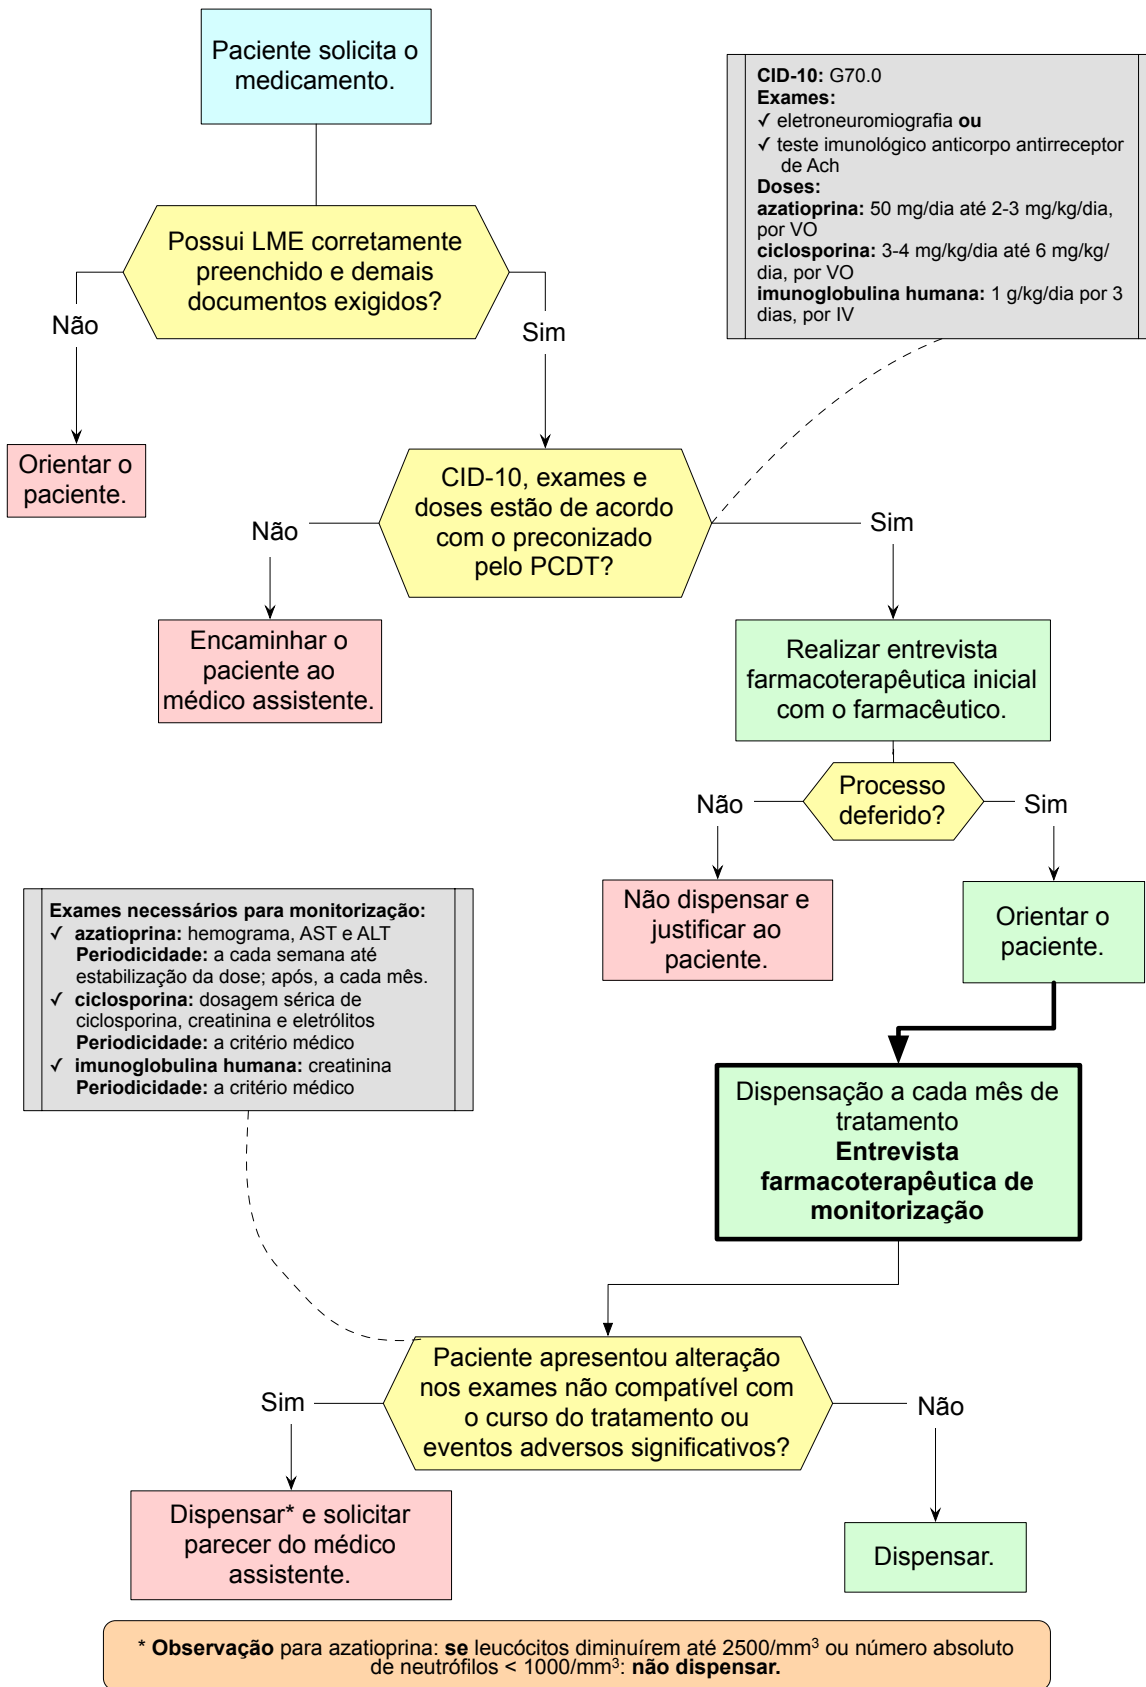 Paciente solicita o
medicamento.
CID-10: G70.0
Exames:
✓ eletroneuromiografia ou
✓ teste imunológico anticorpo antirreceptor
de Ach
Doses:
azatioprina: 50 mg/dia até 2-3 mg/kg/dia,
por VO
ciclosporina: 3-4 mg/kg/dia até 6 mg/kg/
dia, por VO
imunoglobulina humana: 1 g/kg/dia por 3
dias, por IV
Possui LME corretamente
preenchido e demais
documentos exigidos?
Não
Sim
Orientar o
paciente.
CID-10, exames e
doses estão de acordo
com o preconizado
pelo PCDT?
Não
Sim
Encaminhar o
paciente ao
médico assistente.
Realizar entrevista
farmacoterapêutica inicial
com o farmacêutico.
Processo
deferido?
Não
Sim
Não dispensar e
justificar ao
paciente.
Orientar o
paciente.
Exames necessários para monitorização:
✓ azatioprina: hemograma, AST e ALT
Periodicidade: a cada semana até
estabilização da dose; após, a cada mês.
✓ ciclosporina: dosagem sérica de
ciclosporina, creatinina e eletrólitos
Periodicidade: a critério médico
✓ imunoglobulina humana: creatinina
Periodicidade: a critério médico
Dispensação a cada mês de
tratamento
Entrevista
farmacoterapêutica de
monitorização
Paciente apresentou alteração
nos exames não compatível com
o curso do tratamento ou
eventos adversos significativos?
Sim
Não
Dispensar* e solicitar
parecer do médico
assistente.
Dispensar.
* Observação para azatioprina: se leucócitos diminuírem até 2500/mm³ ou número absoluto
de neutrófilos < 1000/mm³: não dispensar.